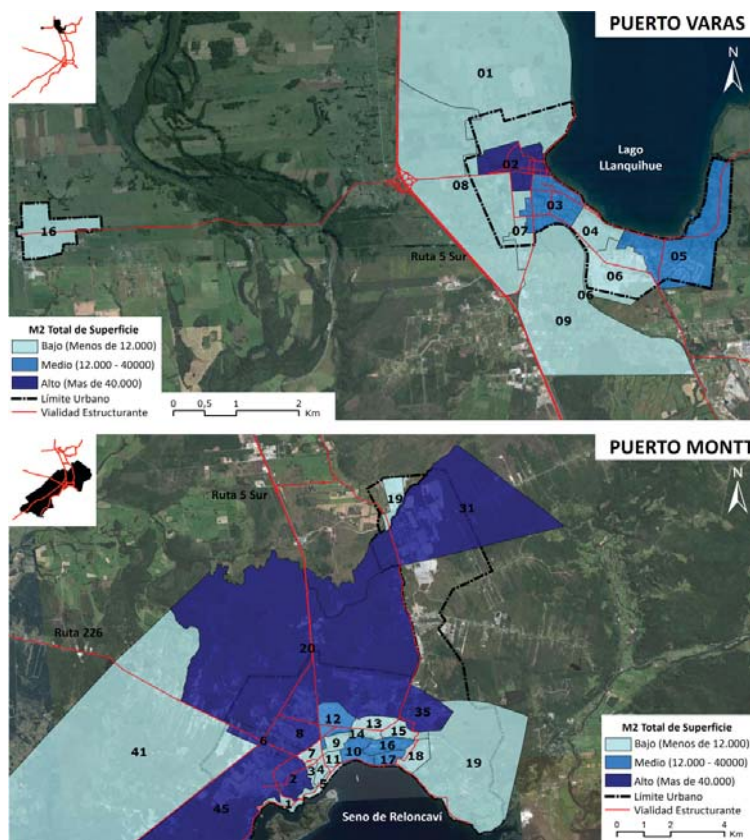 PUERTO VARAS
N
01
Lago
LLanquihue
02
08
03
16
07
04
Ruta 5 Sur
05
06
06
09
M2 Total de Superficie
Bajo (Menos de 12.000)
Medio (12.000 - 40000)
Alto (Mas de 40.000)
Límite Urbano
Vialidad Estructurante
0 0,5 1 2
Km
PUERTO MONTT
N
Ruta 5 Sur
19
31
Ruta 226
20
35
12
13
41
6
8
14
15
9
16
7
10
18
11
17
2
3
4
5
19
45
1
Seno de Reloncaví
M2 Total de Superficie
Bajo (Menos de 12.000)
Medio (12.000 - 40000)
Alto (Mas de 40.000)
Límite Urbano
Vialidad Estructurante
0 1 2 4
Km